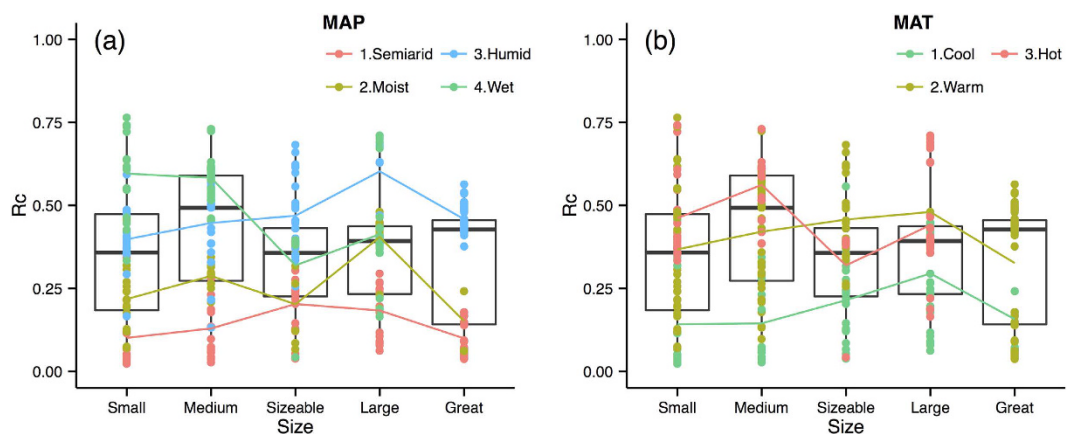 MAP
(a)
1.Semiarid 3.Humid
2.Moist 4.Wet
1.00
0.75
0.50
0.25
0.00
Rc
Small Medium Sizeable Large Great
Size
MAT
(b)
1.Cool 3.Hot
2.Warm
1.00
0.75
0.50
0.25
0.00
Rc
Small Medium Sizeable Large Great
Size